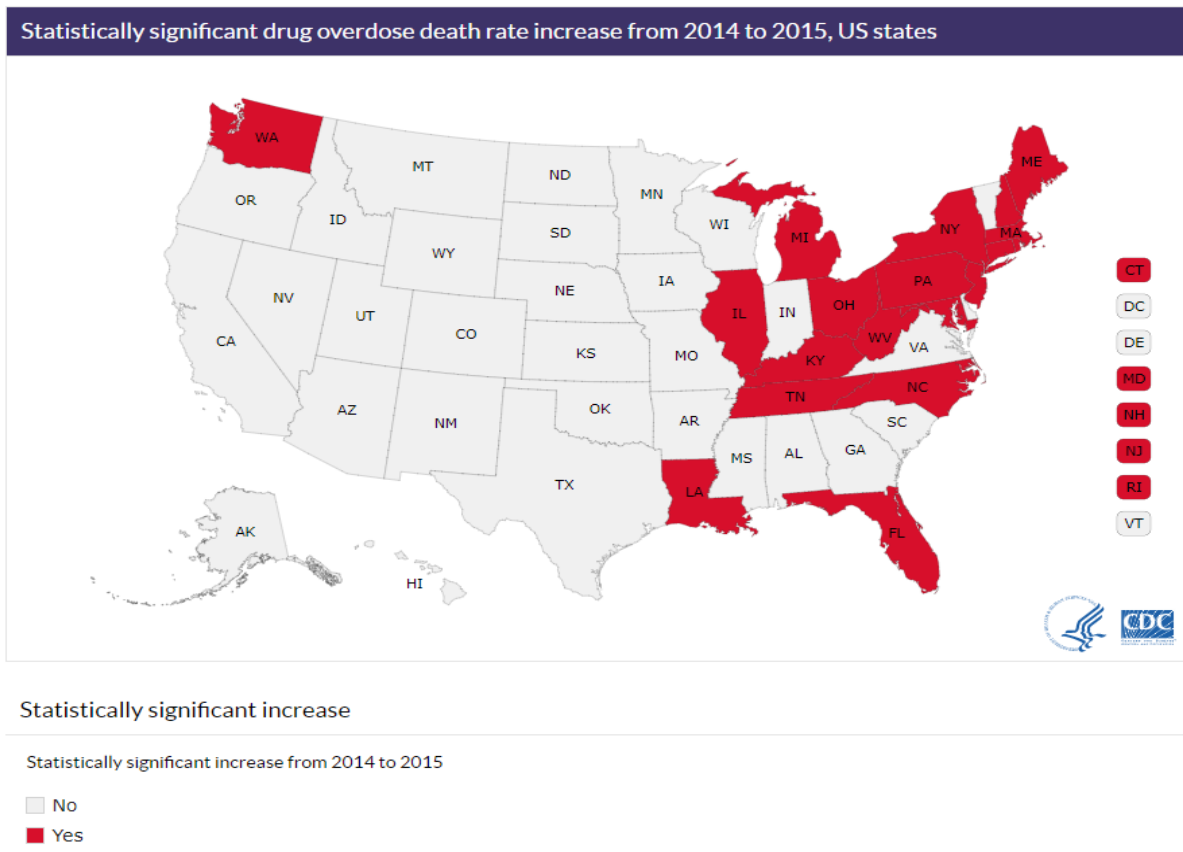 Statistically significant drug overdose death rate increase from 2014 to 2015, US states
WA
MT
ND
MN
ME
OR
ID
SD
WI
MI
NY
MA
WY
IA
PA
CT
NV
NE
IL
IN
OH
DC
UT
CO
WV
VA
DE
CA
KS
MO
KY
MD
AZ
NM
OK
AR
TN
NC
NH
SC
MS
AL
GA
NJ
TX
LA
RI
AK
FL
VT
HI
CDC
Statistically significant increase
Statistically significant increase from 2014 to 2015
No
Yes